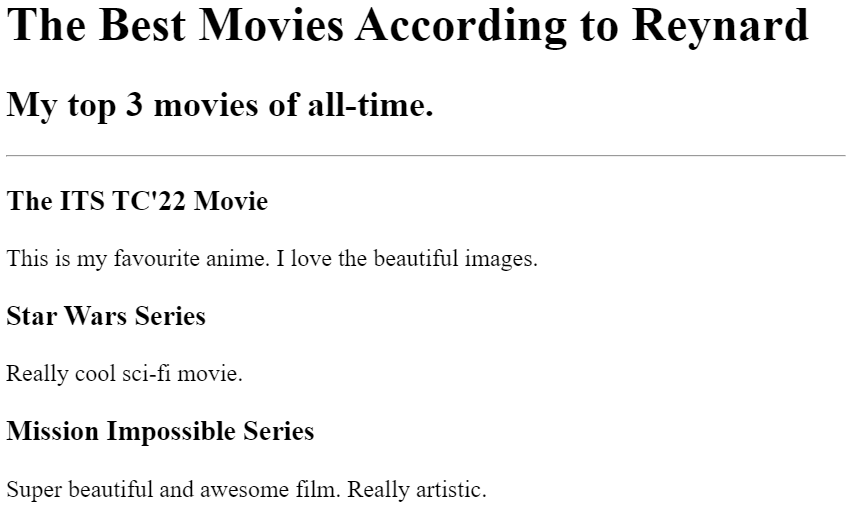 The Best Movies According to Reynard
My top 3 movies of all-time.
The ITS TC'22 Movie
This is my favourite anime. I love the beautiful images.
Star Wars Series
Really cool sci-fi movie.
Mission Impossible Series
Super beautiful and awesome film. Really artistic.